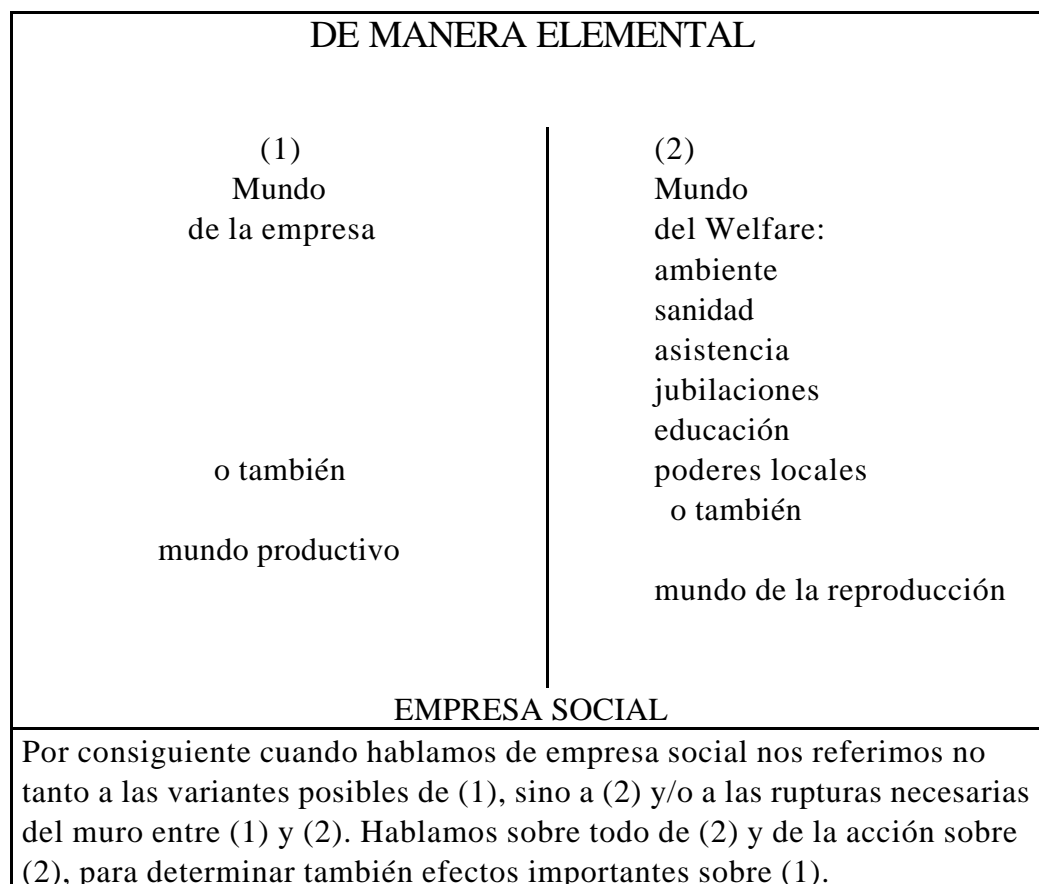 DE MANERA ELEMENTAL
(1)
Mundo
de la empresa
o también
mundo productivo
(2)
Mundo
del Welfare:
ambiente
sanidad
asistencia
jubilaciones
educación
poderes locales
o también
mundo de la reproducción
EMPRESA SOCIAL
Por consiguiente cuando hablamos de empresa social nos referimos no
tanto a las variantes posibles de (1), sino a (2) y/o a las rupturas necesarias
del muro entre (1) y (2). Hablamos sobre todo de (2) y de la acción sobre
(2), para determinar también efectos importantes sobre (1).